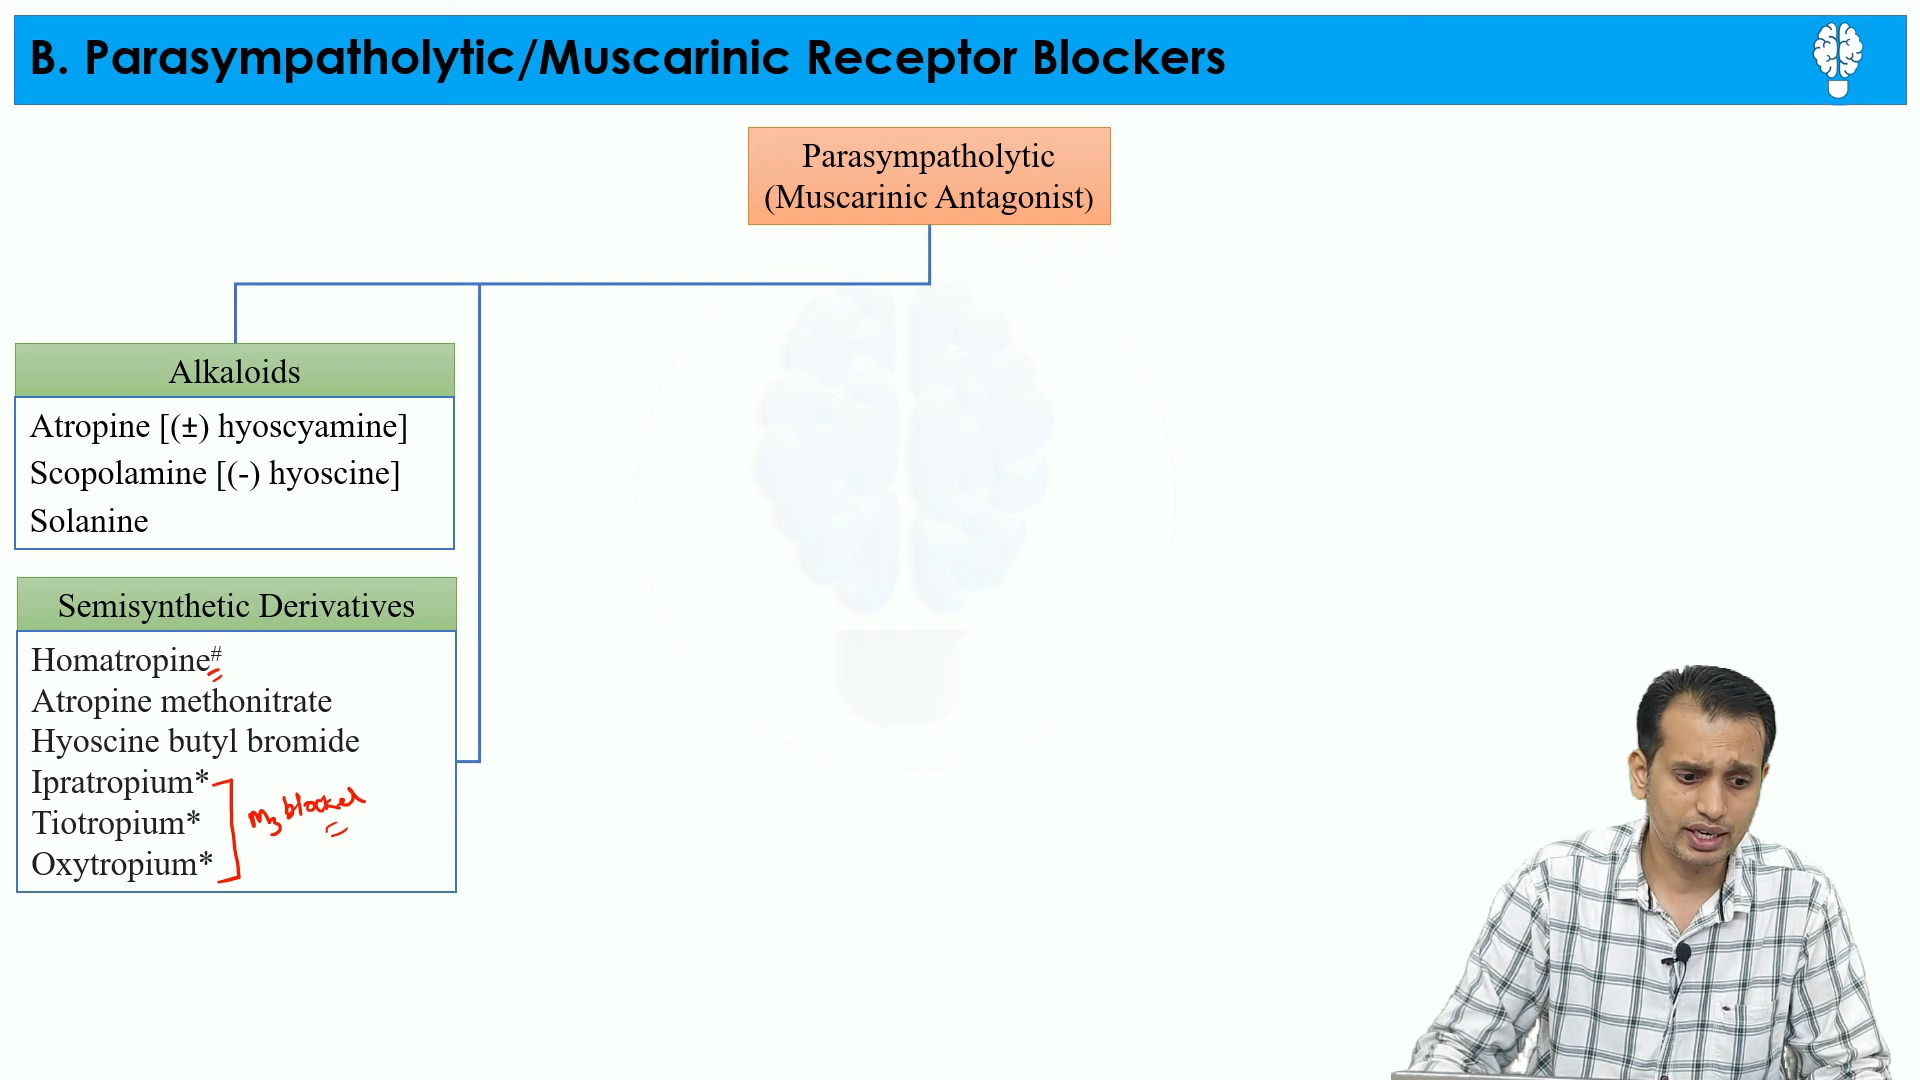 B. Parasympatholytic/Muscarinic Receptor Blockers
Parasympatholytic
(Muscarinic Antagonist)
Alkaloids
Atropine [(±) hyoscyamine]
Scopolamine [(-) hyoscine]
Solanine
Semisynthetic Derivatives
Homatropine#
Atropine methonitrate
Hyoscine butyl bromide
Ipratropium*
Tiotropium*
Oxytropium*
M3 blocker